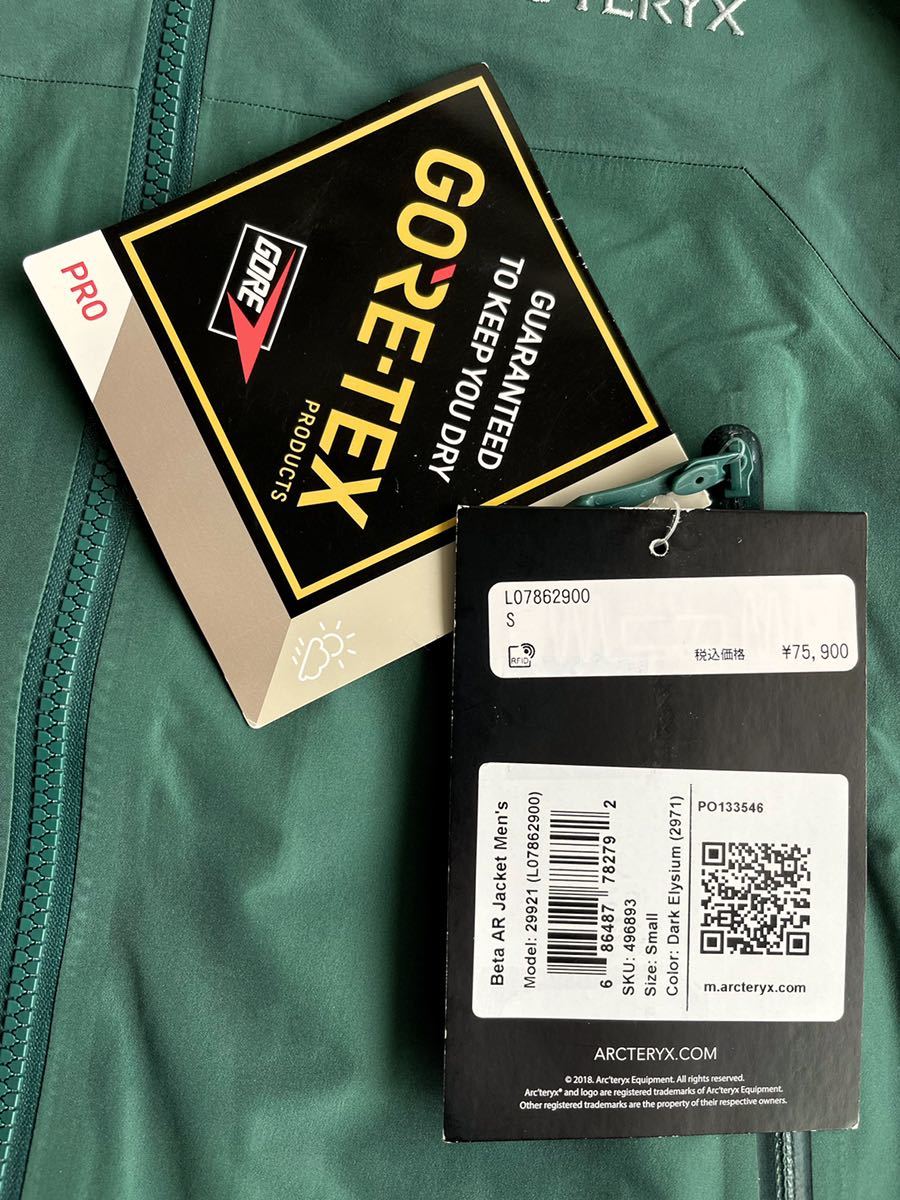 ARC'TERYX
PRO
GORE
GORE-TEX
PRODUCTS
GUARANTEED
TO KEEP YOU DRY
L07862900
S
RFID
税込価格 ¥75,900
Beta AR Jacket Men's
Model: 29921 (L07862900)
6 86487 78279 2
SKU: 496893
Size: Small
Color: Dark Elysium (2971)
PO133546
m.arcteryx.com
ARCTERYX.COM
© 2018. Arc'teryx Equipment. All rights reserved.
Arc'teryx® and logo are registered trademarks of Arc'teryx Equipment.
Other registered trademarks are the property of their respective owners.